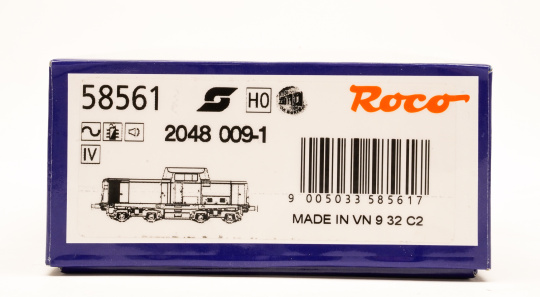 58561
H0
Roco
2048 009-1
IV
9 005033 585617
MADE IN VN 9 32 C2